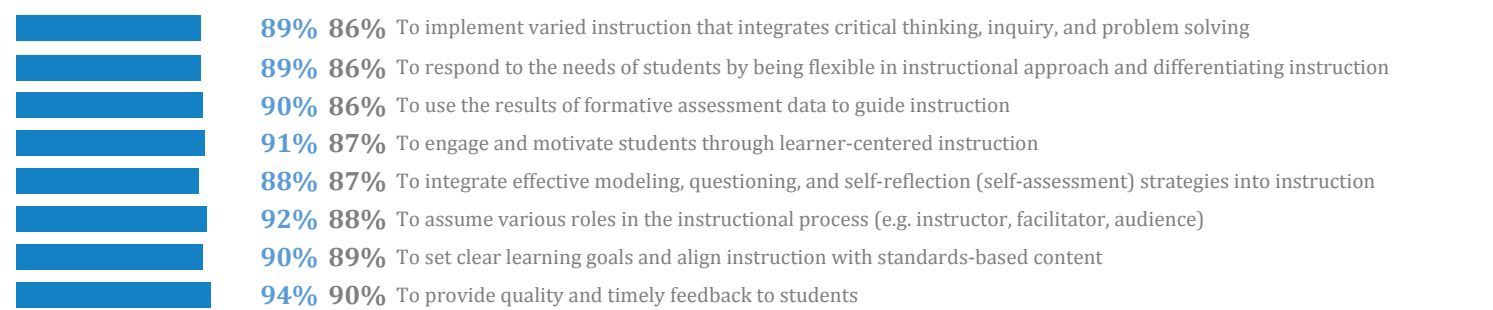 89% 86% To implement varied instruction that integrates critical thinking, inquiry, and problem solving
89% 86% To respond to the needs of students by being flexible in instructional approach and differentiating instruction
90% 86% To use the results of formative assessment data to guide instruction
91% 87% To engage and motivate students through learner-centered instruction
88% 87% To integrate effective modeling, questioning, and self-reflection (self-assessment) strategies into instruction
92% 88% To assume various roles in the instructional process (e.g. instructor, facilitator, audience)
90% 89% To set clear learning goals and align instruction with standards-based content
94% 90% To provide quality and timely feedback to students